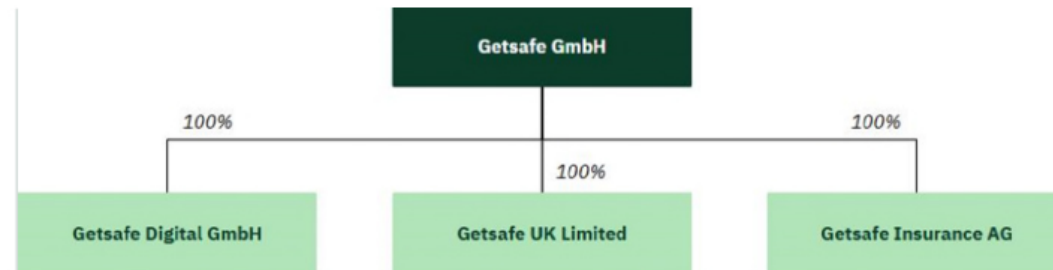 Getsafe GmbH
100%
100%
100%
Getsafe Digital GmbH
Getsafe UK Limited
Getsafe Insurance AG